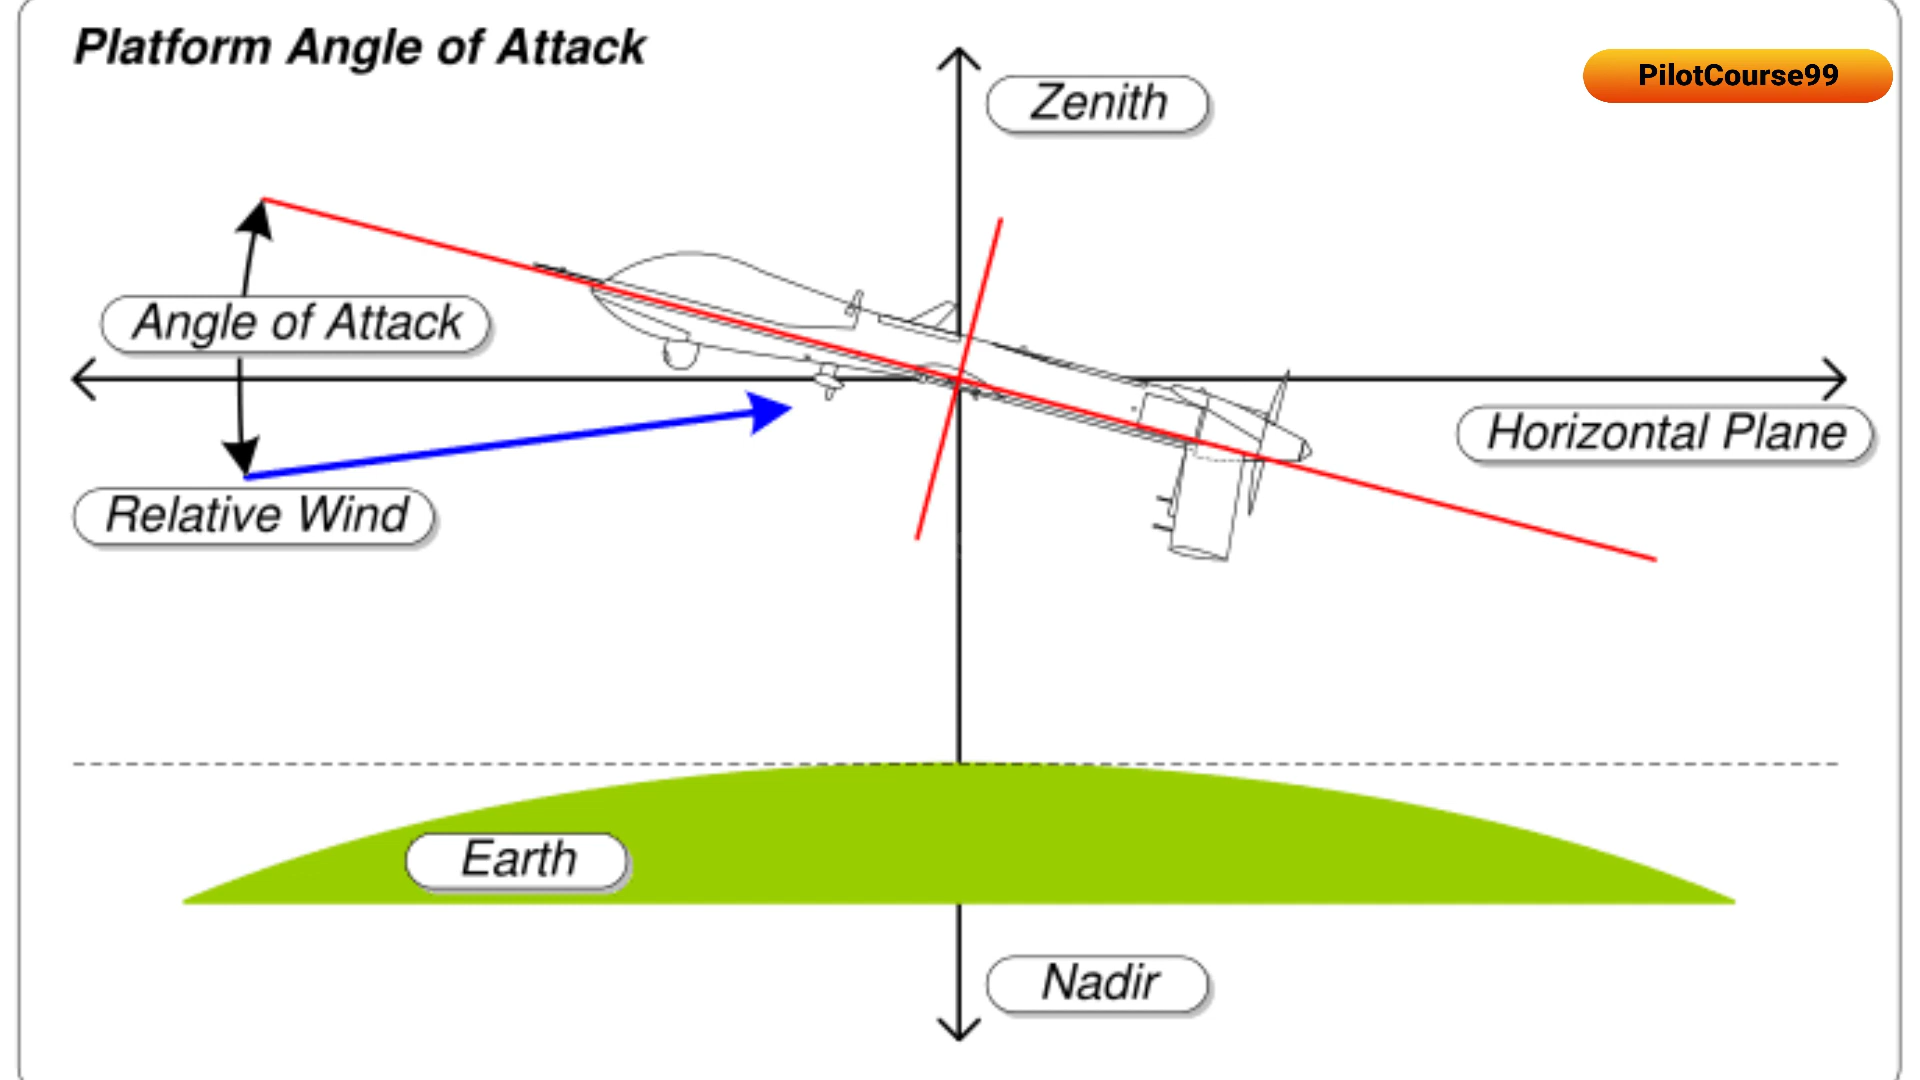 Platform Angle of Attack
PilotCourse99
Zenith
Angle of Attack
Horizontal Plane
Relative Wind
Earth
Nadir